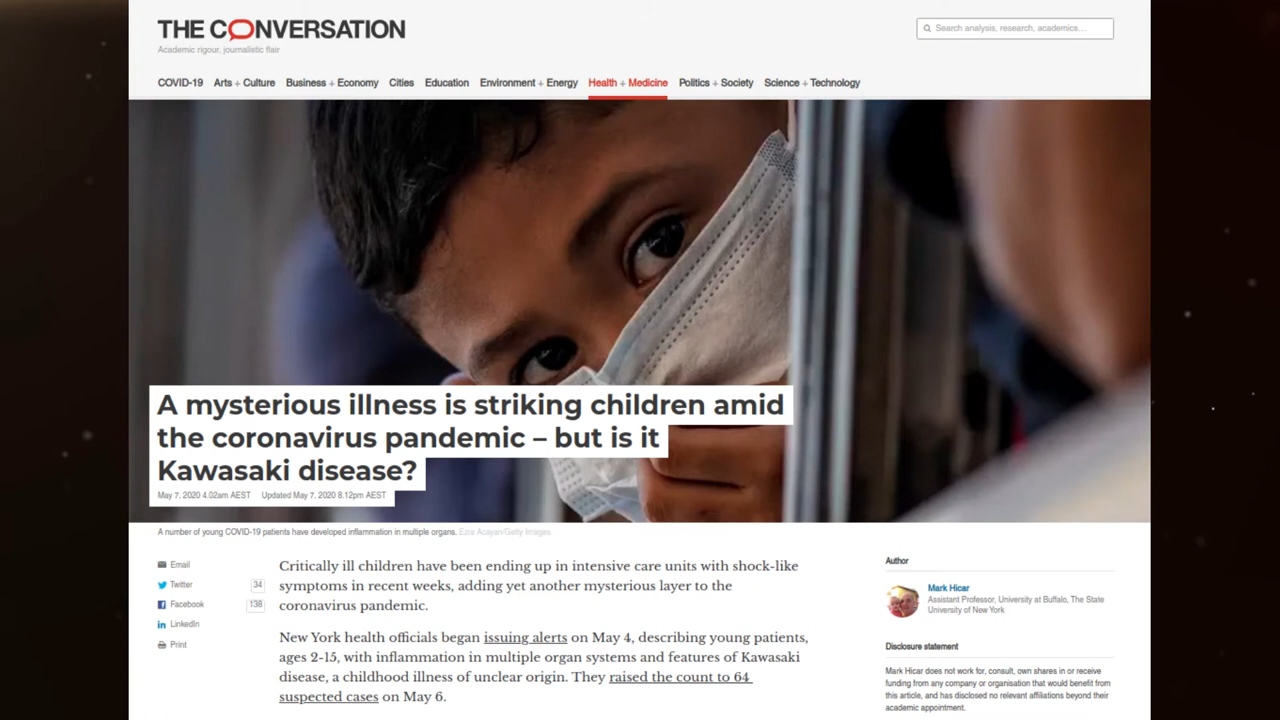 THE CONVERSATION
Academic rigour, journalistic flair
Search analysis, research, academics…
COVID-19 Arts + Culture Business + Economy Cities Education Environment + Energy Health + Medicine Politics + Society Science + Technology
A mysterious illness is striking children amid
the coronavirus pandemic – but is it
Kawasaki disease?
May 7, 2020 4.02am AEST Updated May 7, 2020 8.12pm AEST
A number of young COVID-19 patients have developed inflammation in multiple organs. Ezra Acayan/Getty Images
Email
Twitter 34
Facebook 138
LinkedIn
Print
Critically ill children have been ending up in intensive care units with shock-like
symptoms in recent weeks, adding yet another mysterious layer to the
coronavirus pandemic.
New York health officials began issuing alerts on May 4, describing young patients,
ages 2-15, with inflammation in multiple organ systems and features of Kawasaki
disease, a childhood illness of unclear origin. They raised the count to 64
suspected cases on May 6.
Author
Mark Hicar
Assistant Professor, University at Buffalo, The State
University of New York
Disclosure statement
Mark Hicar does not work for, consult, own shares in or receive
funding from any company or organisation that would benefit from
this article, and has disclosed no relevant affiliations beyond their
academic appointment.